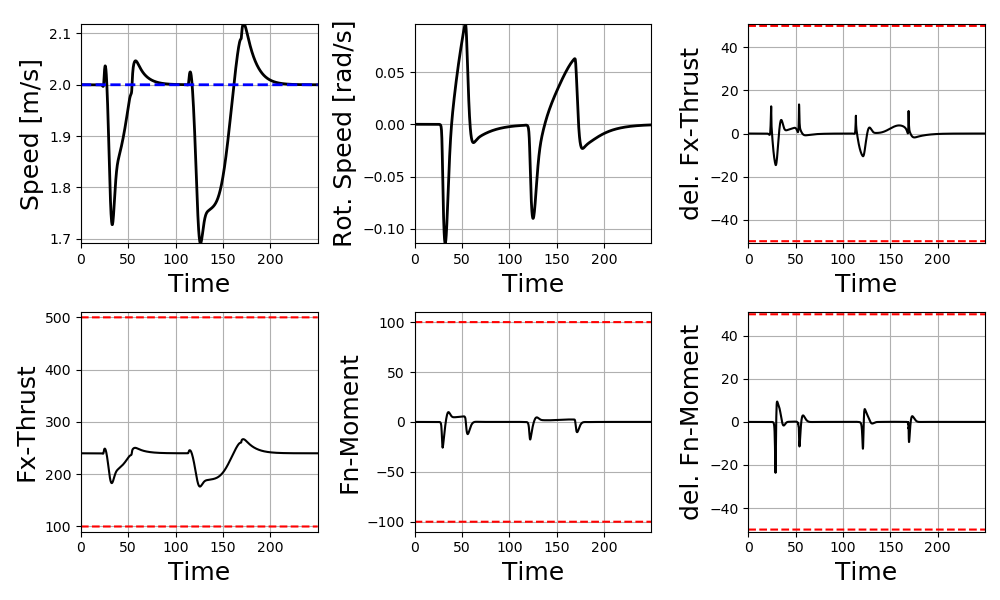 Speed [m/s]
2.1
2.0
1.9
1.8
1.7
0 50 100 150 200
Time
Rot. Speed [rad/s]
0.05
0.00
−0.05
−0.10
0 50 100 150 200
Time
del. Fx-Thrust
40
20
0
−20
−40
0 50 100 150 200
Time
Fx-Thrust
500
400
300
200
100
0 50 100 150 200
Time
Fn-Moment
100
50
0
−50
−100
0 50 100 150 200
Time
del. Fn-Moment
40
20
0
−20
−40
0 50 100 150 200
Time